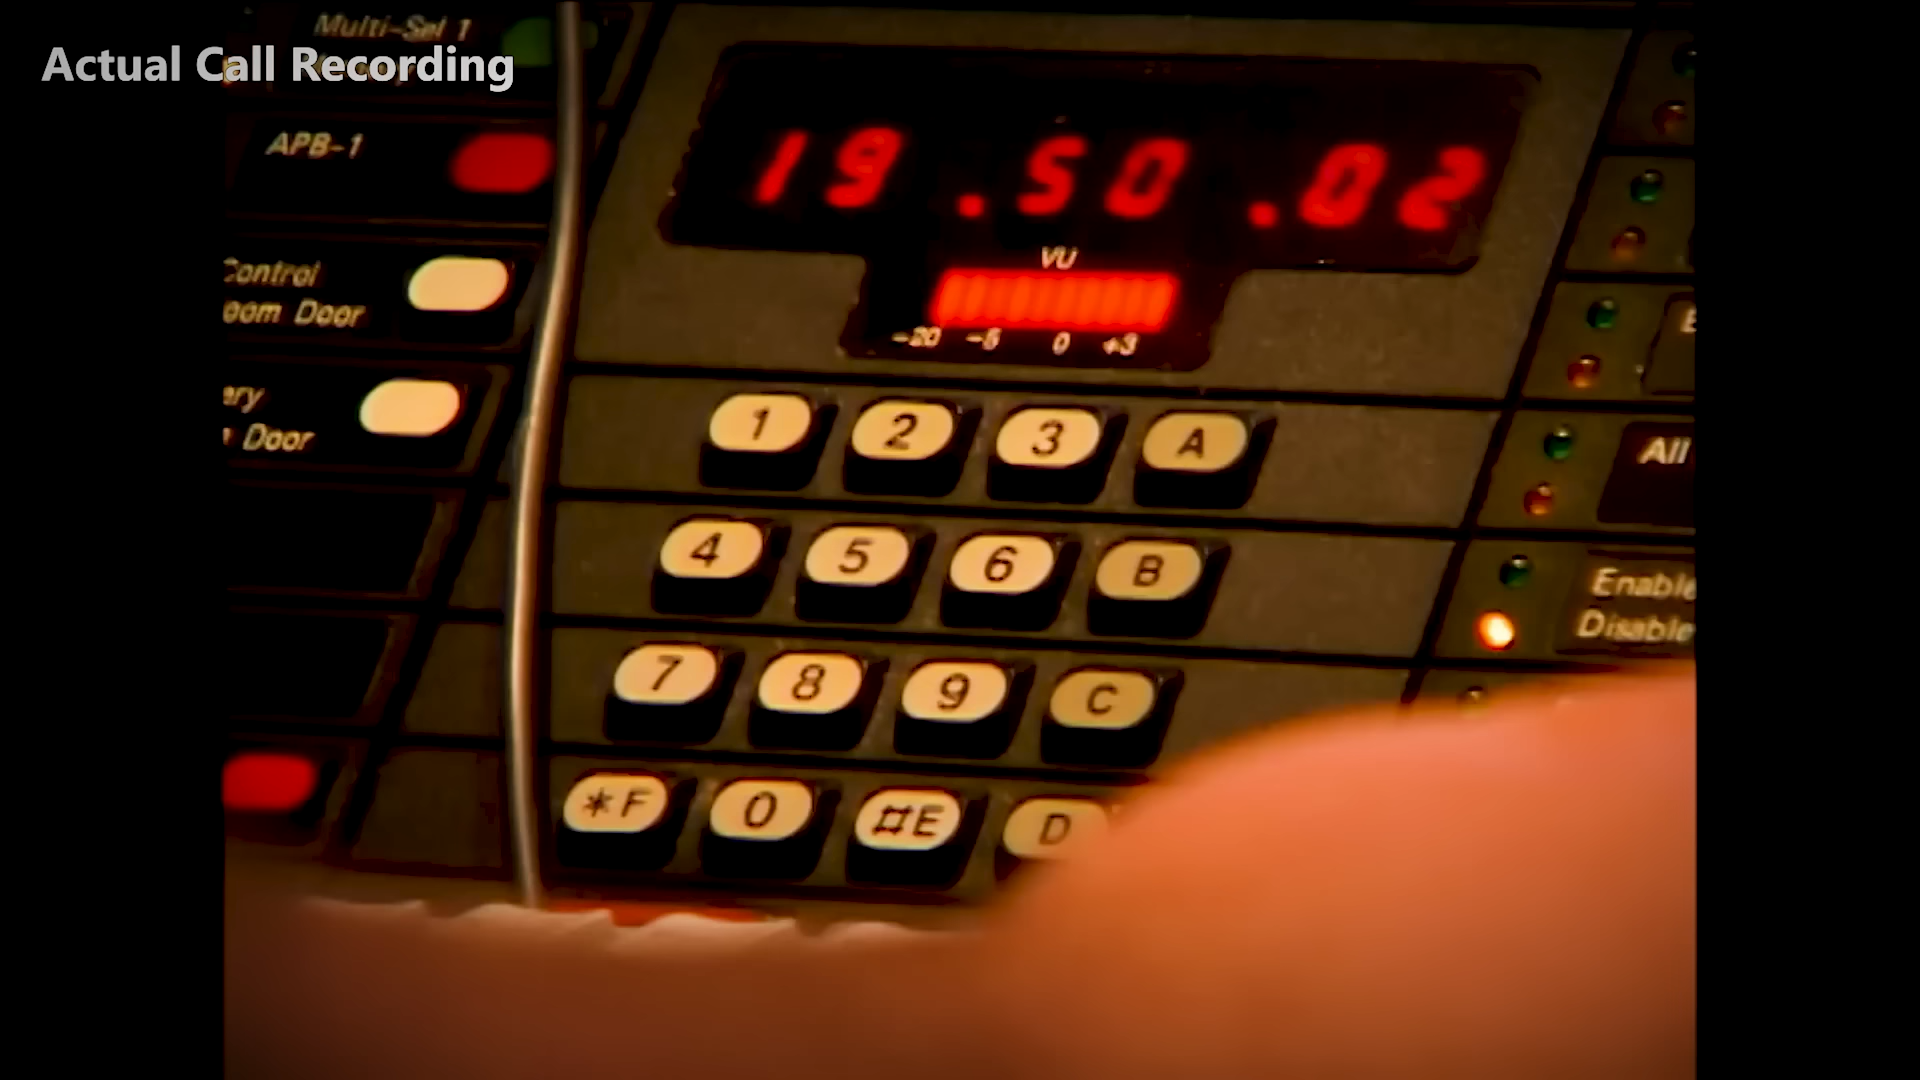 Multi-Sel 1
Actual Call Recording
APB-1
19.50.02
VU
-20 -5 0 +3
Control
oom Door
ery
Door
1 2 3 A
4 5 6 B
7 8 9 C
*F 0 #E D
All
Enable
Disable